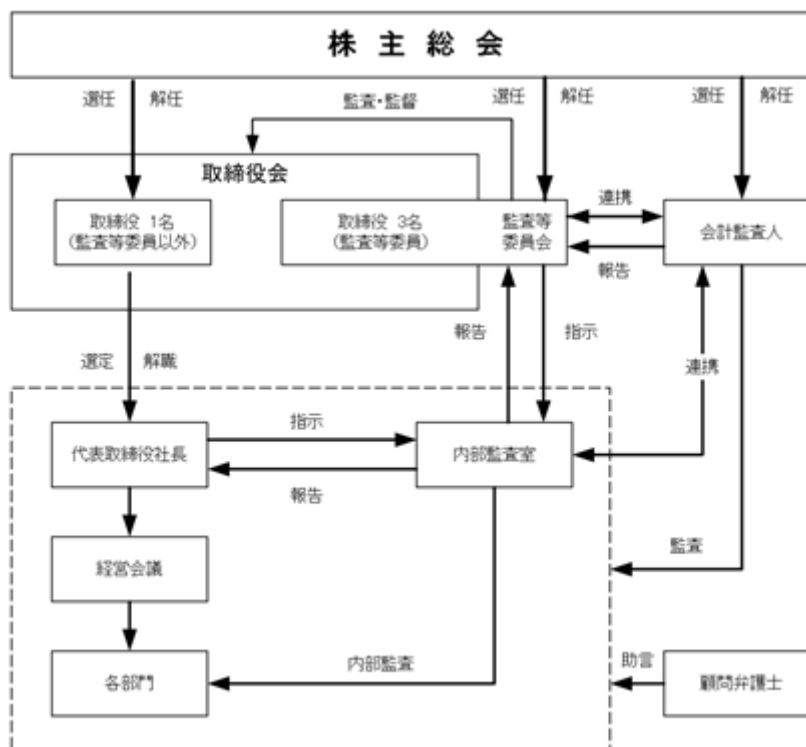 株 主 総 会
選任 解任
監査・監督
選任 解任
選任 解任
取締役会
取締役 1名
(監査等委員以外)
取締役 3名
(監査等委員)
監査等
委員会
連携
会計監査人
報告
報告
指示
選定 解職
連携
代表取締役社長
指示
内部監査室
報告
監査
経営会議
内部監査
助言
各部門
顧問弁護士